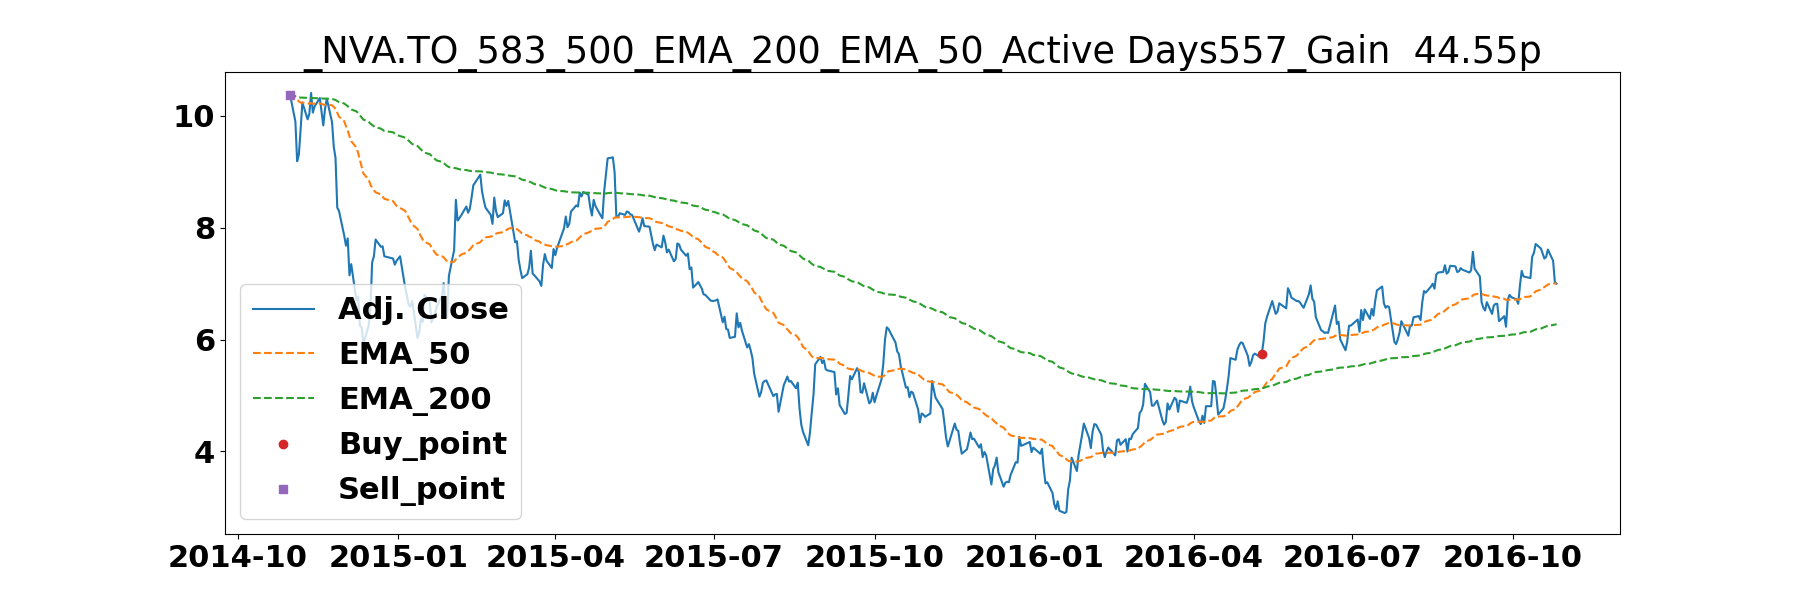 _NVA.TO_583_500_EMA_200_EMA_50_Active Days557_Gain  44.55p
10
8
6
4
Adj. Close
EMA_50
EMA_200
Buy_point
Sell_point
2014-10 2015-01 2015-04 2015-07 2015-10 2016-01 2016-04 2016-07 2016-10